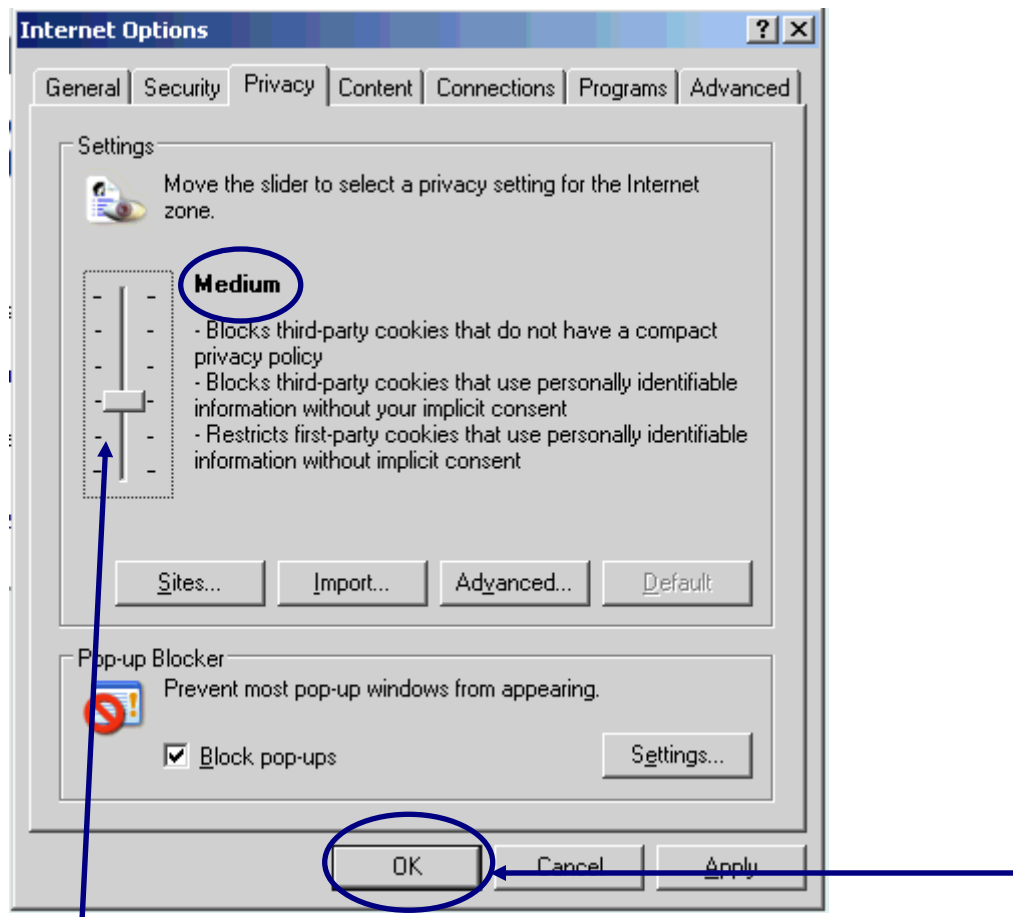 Internet Options
General Security Privacy Content Connections Programs Advanced
Settings
Move the slider to select a privacy setting for the Internet
zone.
Medium
- Blocks third-party cookies that do not have a compact
privacy policy
- Blocks third-party cookies that use personally identifiable
information without your implicit consent
- Restricts first-party cookies that use personally identifiable
information without implicit consent
Sites... Import... Advanced... Default
Pop-up Blocker
Prevent most pop-up windows from appearing.
Block pop-ups Settings...
OK Cancel Apply